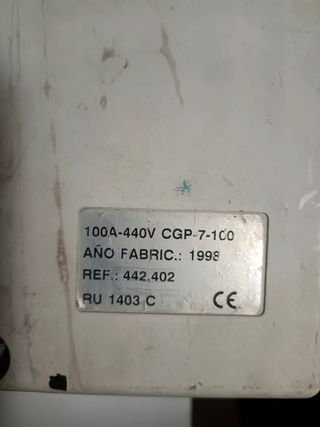 100A-440V CGP-7-100
AÑO FABRIC.: 1998
REF.: 442.402
RU 1403 C CE